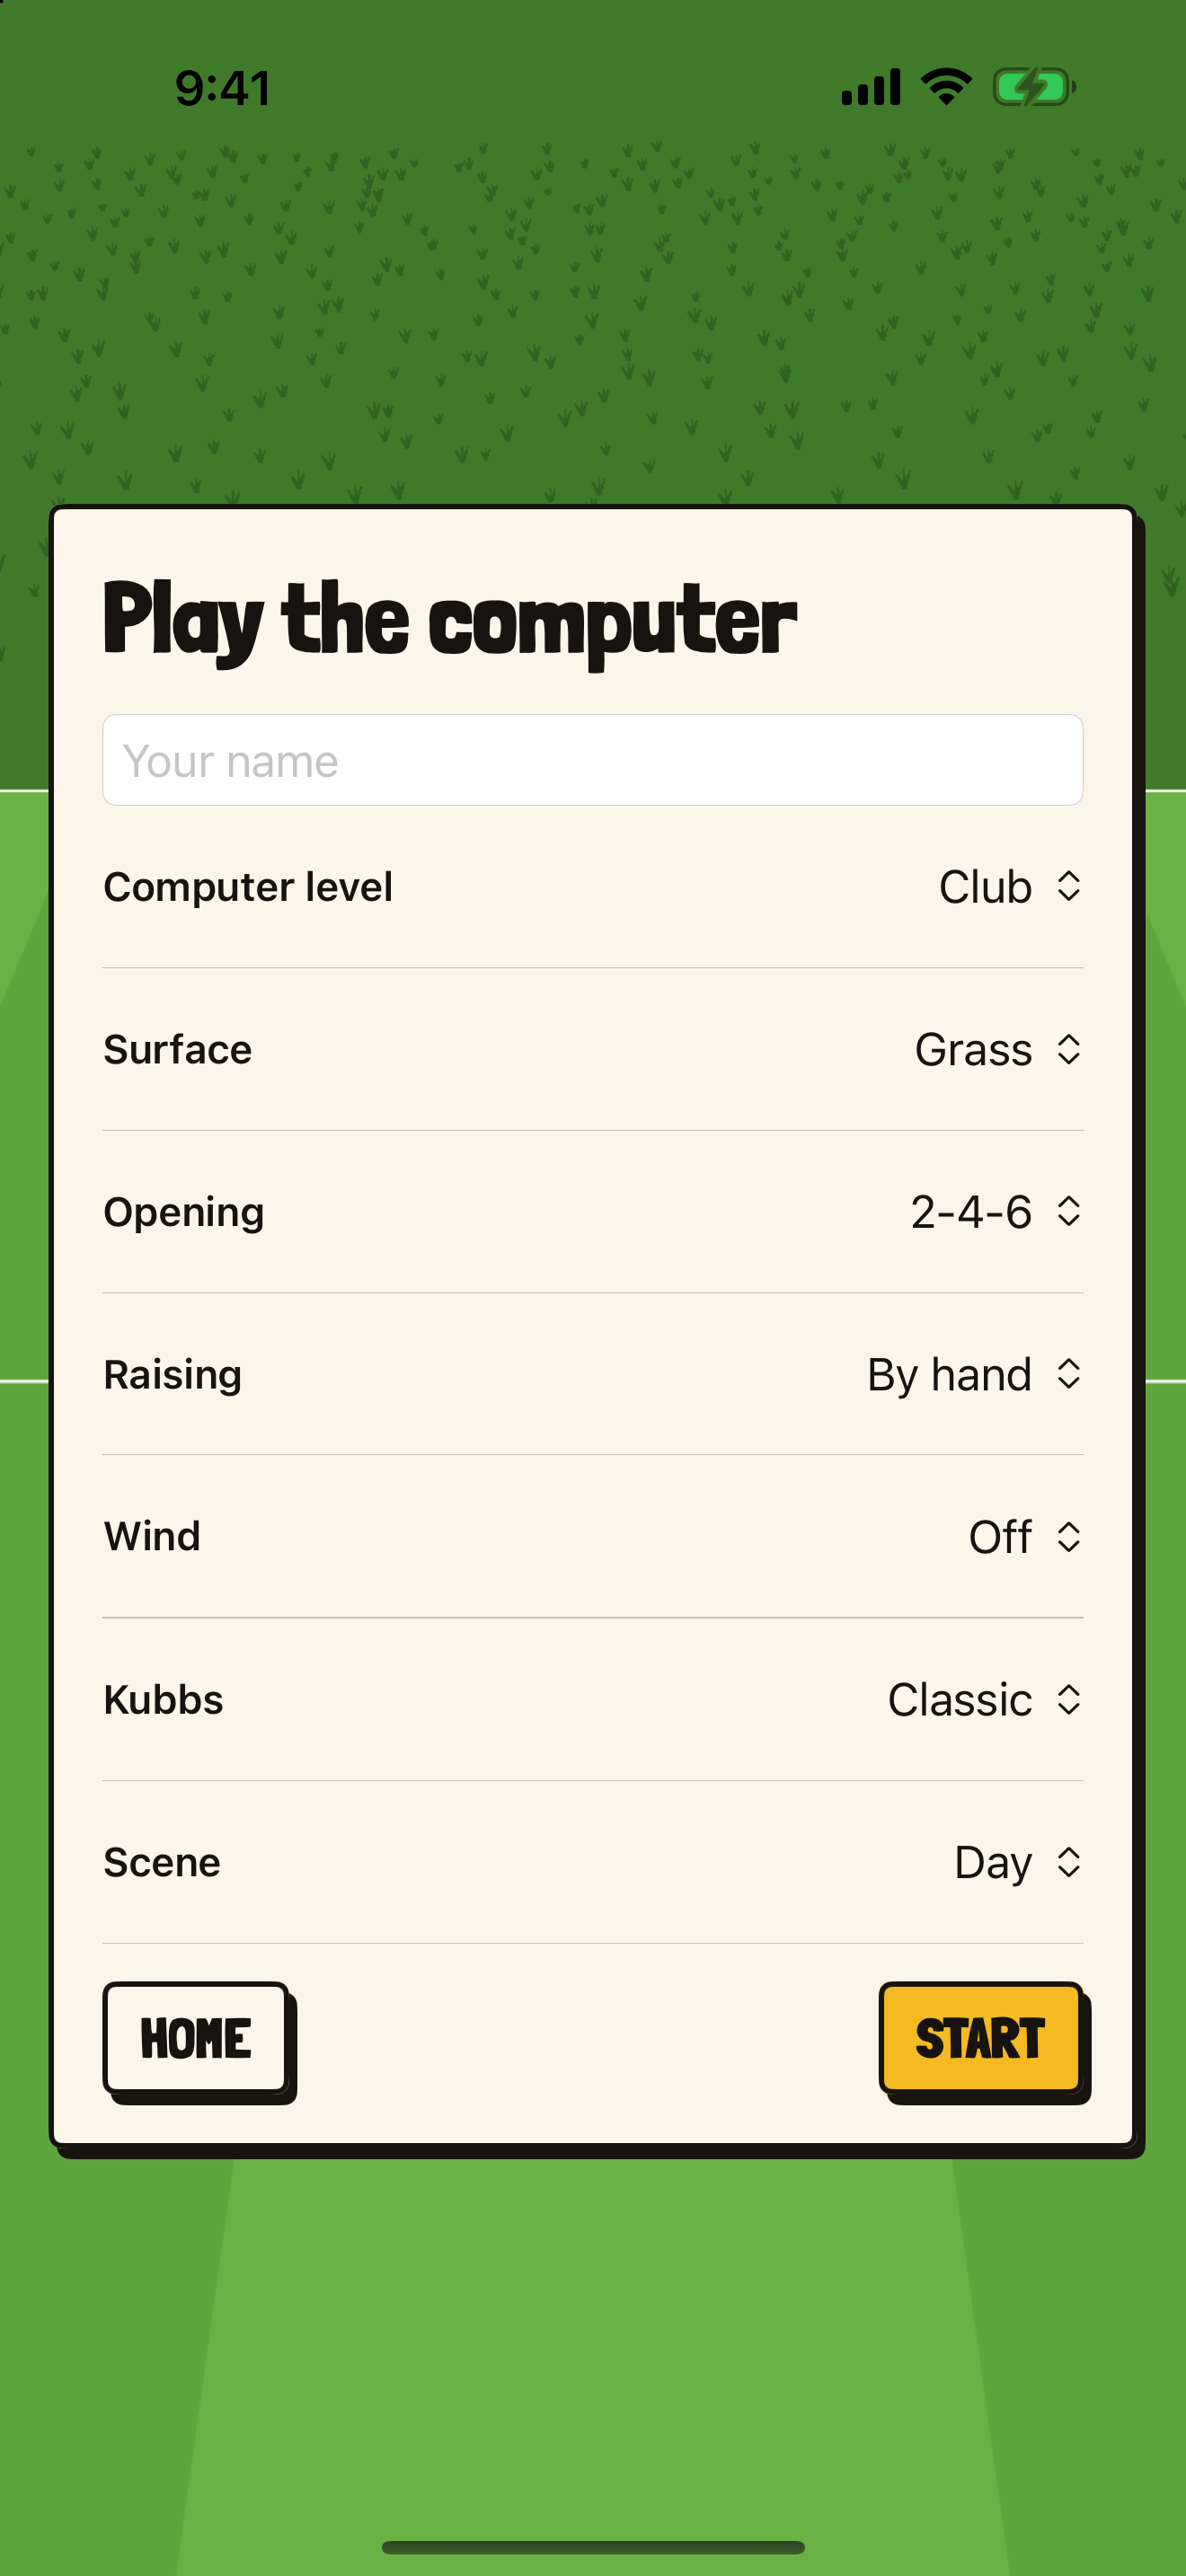 9:41
Play the computer
Your name
Computer level Club
Surface Grass
Opening 2-4-6
Raising By hand
Wind Off
Kubbs Classic
Scene Day
HOME START